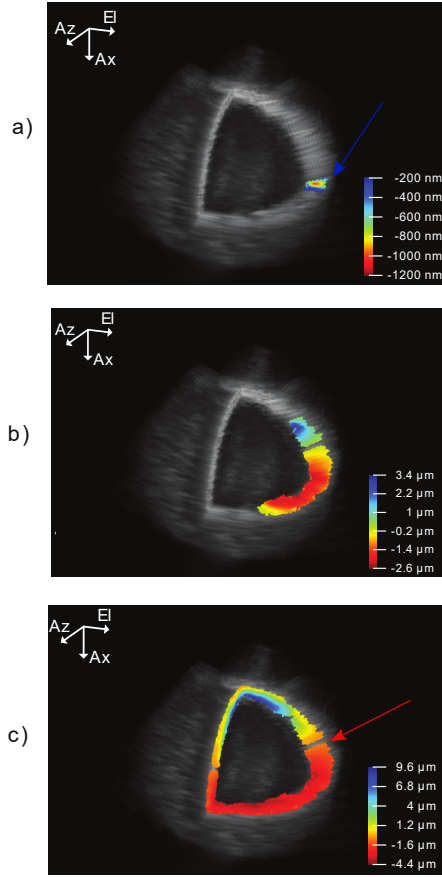 a)
Az
El
Ax
-200 nm
-400 nm
-600 nm
-800 nm
-1000 nm
-1200 nm
b)
Az
El
Ax
3.4 µm
2.2 µm
1 µm
-0.2 µm
-1.4 µm
-2.6 µm
c)
Az
El
Ax
9.6 µm
6.8 µm
4 µm
1.2 µm
-1.6 µm
-4.4 µm